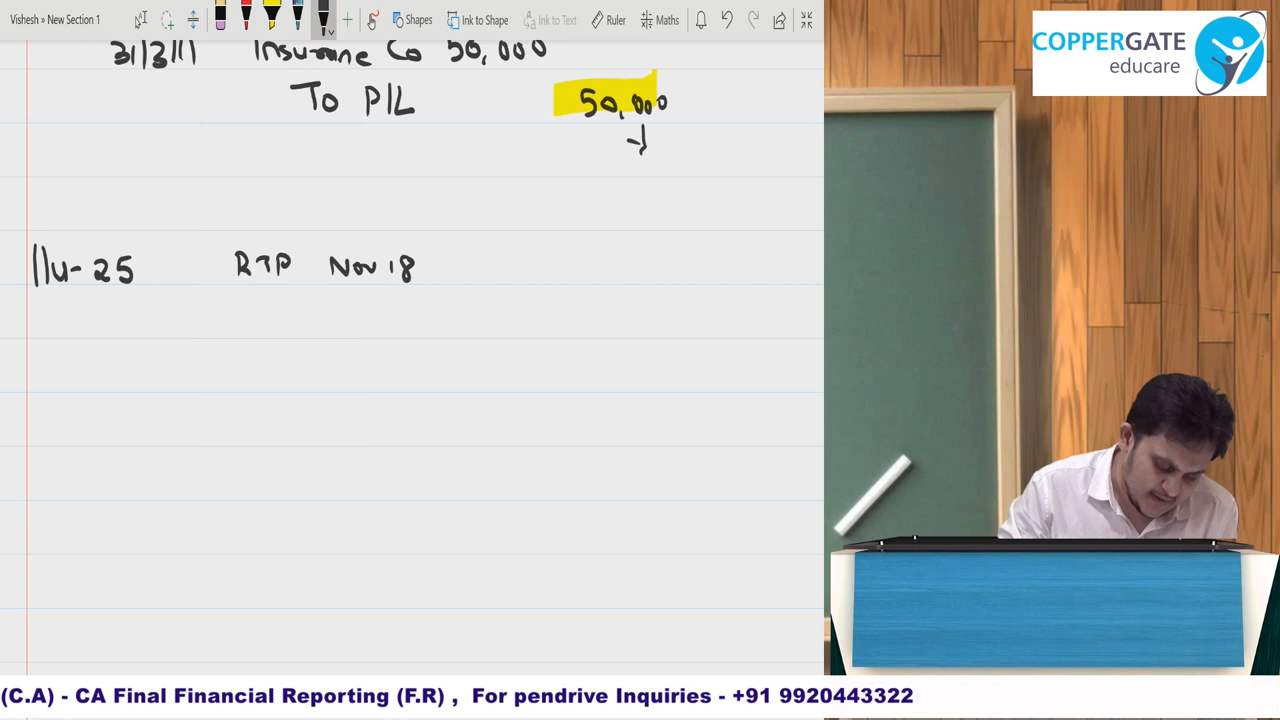 Vishesh » New Section 1
Shapes
Ink to Shape
Ink to Text
Ruler
Maths
31/3/11 Insurance Co 50,000
To P/L 50,000
Illu-25 RTP Nov 18
COPPERGATE
educare
(C.A) - CA Final Financial Reporting (F.R) , For pendrive Inquiries - +91 9920443322